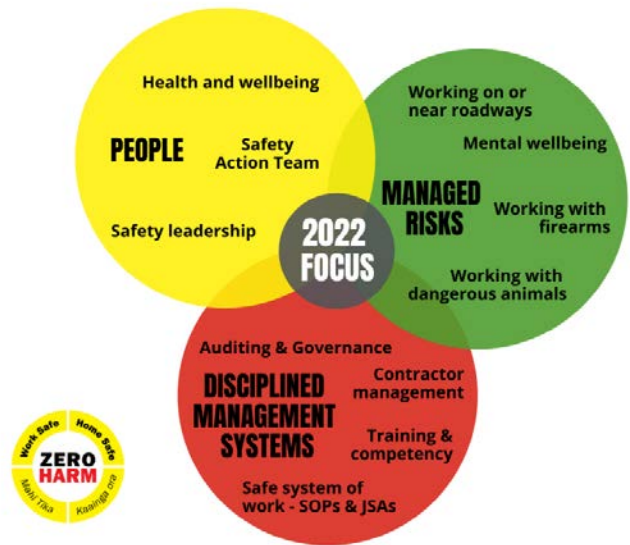 Health and wellbeing
PEOPLE
Safety
Action Team
Safety leadership
Working on or
near roadways
Mental wellbeing
MANAGED
RISKS
Working with
firearms
Working with
dangerous animals
2022
FOCUS
Auditing & Governance
DISCIPLINED
MANAGEMENT
SYSTEMS
Contractor
management
Training &
competency
Safe system of
work - SOPs & JSAs
Work Safe
Home Safe
ZERO
HARM
Mahi Tika
Kaainga ora